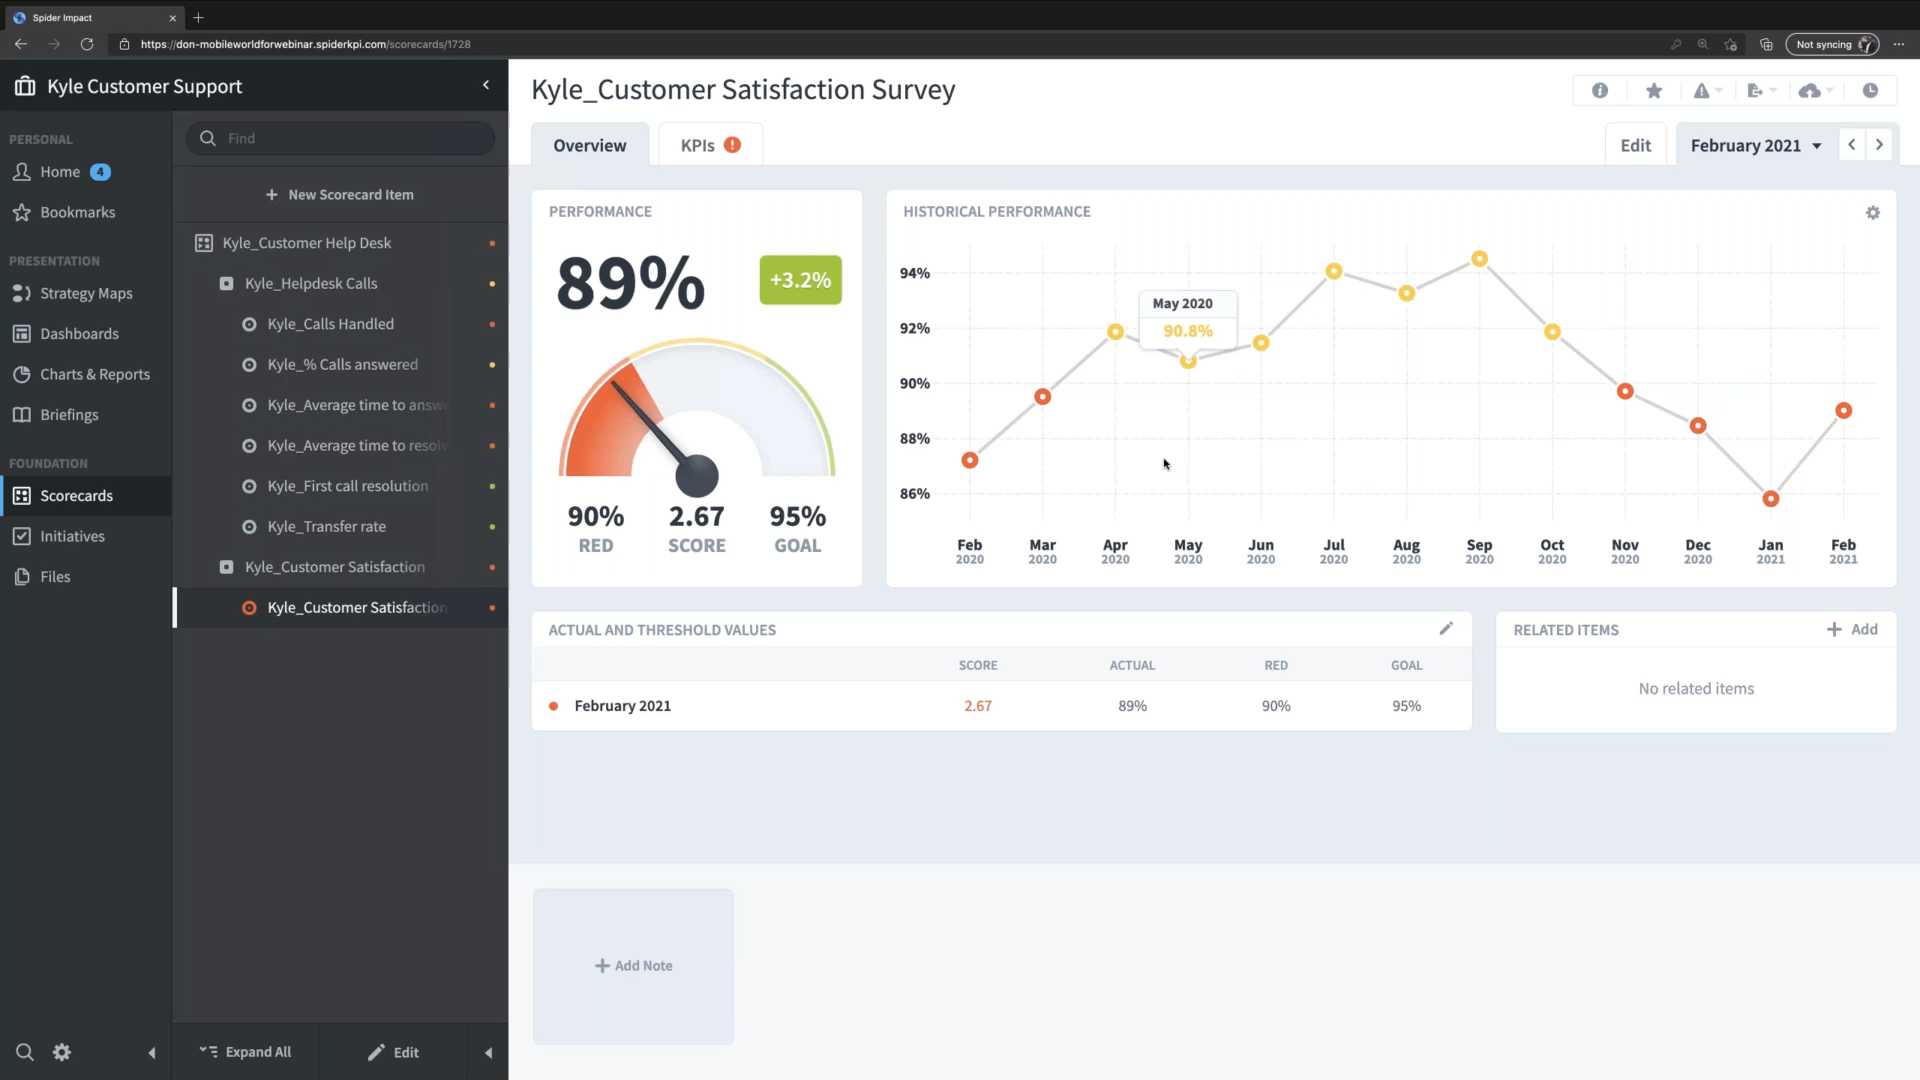 Spider Impact
https://don-mobileworldforwebinar.spiderkpi.com/scorecards/1728
Not syncing
Kyle Customer Support
PERSONAL
Home 4
Bookmarks
PRESENTATION
Strategy Maps
Dashboards
Charts & Reports
Briefings
FOUNDATION
Scorecards
Initiatives
Files
Find
New Scorecard Item
Kyle_Customer Help Desk
Kyle_Helpdesk Calls
Kyle_Calls Handled
Kyle_% Calls answered
Kyle_Average time to answ
Kyle_Average time to resol
Kyle_First call resolution
Kyle_Transfer rate
Kyle_Customer Satisfaction
Kyle_Customer Satisfaction
Expand All
Edit
Kyle_Customer Satisfaction Survey
Overview
KPIs
Edit
February 2021
PERFORMANCE
89%
+3.2%
90% 2.67 95%
RED SCORE GOAL
HISTORICAL PERFORMANCE
94%
92%
90%
88%
86%
May 2020
90.8%
Feb Mar Apr May Jun Jul Aug Sep Oct Nov Dec Jan Feb
2020 2020 2020 2020 2020 2020 2020 2020 2020 2020 2020 2021 2021
ACTUAL AND THRESHOLD VALUES
SCORE ACTUAL RED GOAL
February 2021 2.67 89% 90% 95%
RELATED ITEMS
Add
No related items
Add Note